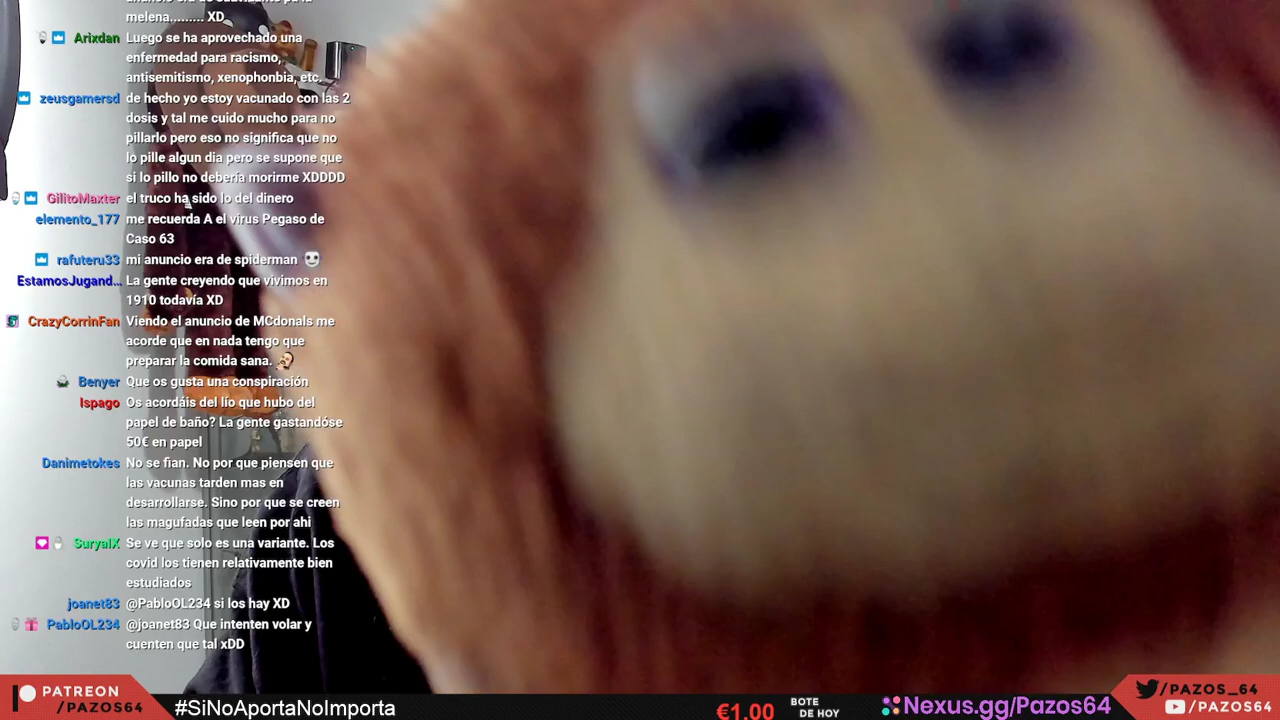 melena......... XD
Arixdan Luego se ha aprovechado una
enfermedad para racismo,
antisemitismo, xenophonbia, etc.
zeusgamersd de hecho yo estoy vacunado con las 2
dosis y tal me cuido mucho para no
pillarlo pero eso no significa que no
lo pille algun dia pero se supone que
si lo pillo no debería morirme XDDDD
GilitoMaxter el truco ha sido lo del dinero
elemento_177 me recuerda A el virus Pegaso de
Caso 63
rafuteru33 mi anuncio era de spiderman
EstamosJugand... La gente creyendo que vivimos en
1910 todavía XD
CrazyCorrinFan Viendo el anuncio de MCdonals me
acorde que en nada tengo que
preparar la comida sana.
Benyer Que os gusta una conspiración
Ispago Os acordáis del lío que hubo del
papel de baño? La gente gastandóse
50€ en papel
Danimetokes No se fian. No por que piensen que
las vacunas tarden mas en
desarrollarse. Sino por que se creen
las magufadas que leen por ahi
SuryaIX Se ve que solo es una variante. Los
covid los tienen relativamente bien
estudiados
joanet83 @PabloOL234 si los hay XD
PabloOL234 @joanet83 Que intenten volar y
cuenten que tal xDD
PATREON
/PAZOS64
#SiNoAportaNoImporta
€1.00
BOTE
DE HOY
Nexus.gg/Pazos64
/PAZOS_64
/PAZOS64